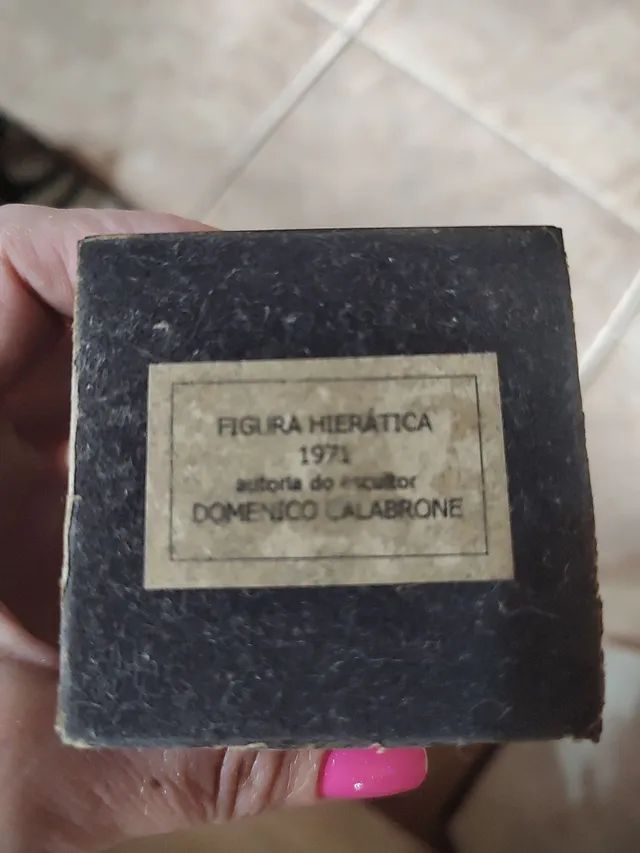 FIGURA HIERÁTICA
1971
autoria do escultor
DOMENICO CALABRONE